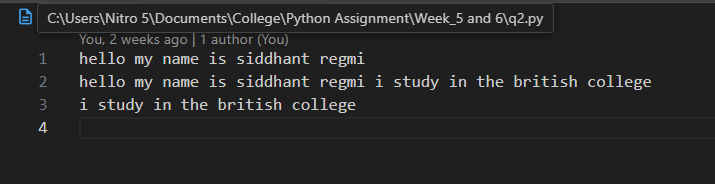 C:\Users\Nitro 5\Documents\College\Python Assignment\Week_5 and 6\q2.py
You, 2 weeks ago | 1 author (You)
1 hello my name is siddhant regmi
2 hello my name is siddhant regmi i study in the british college
3 i study in the british college
4